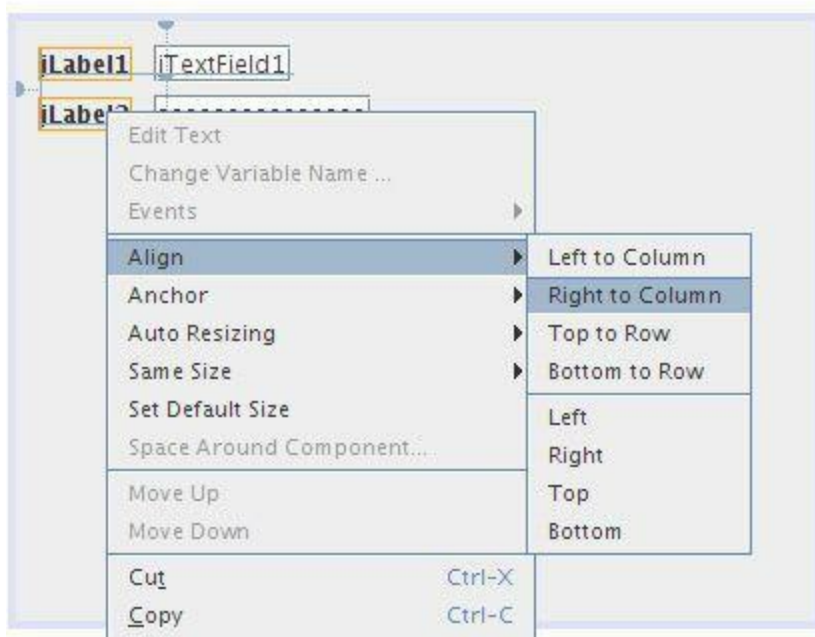 jLabel1 jTextField1
Edit Text
Change Variable Name ...
Events
Align
Anchor
Auto Resizing
Same Size
Set Default Size
Space Around Component...
Move Up
Move Down
Cut Ctrl-X
Copy Ctrl-C
Left to Column
Right to Column
Top to Row
Bottom to Row
Left
Right
Top
Bottom